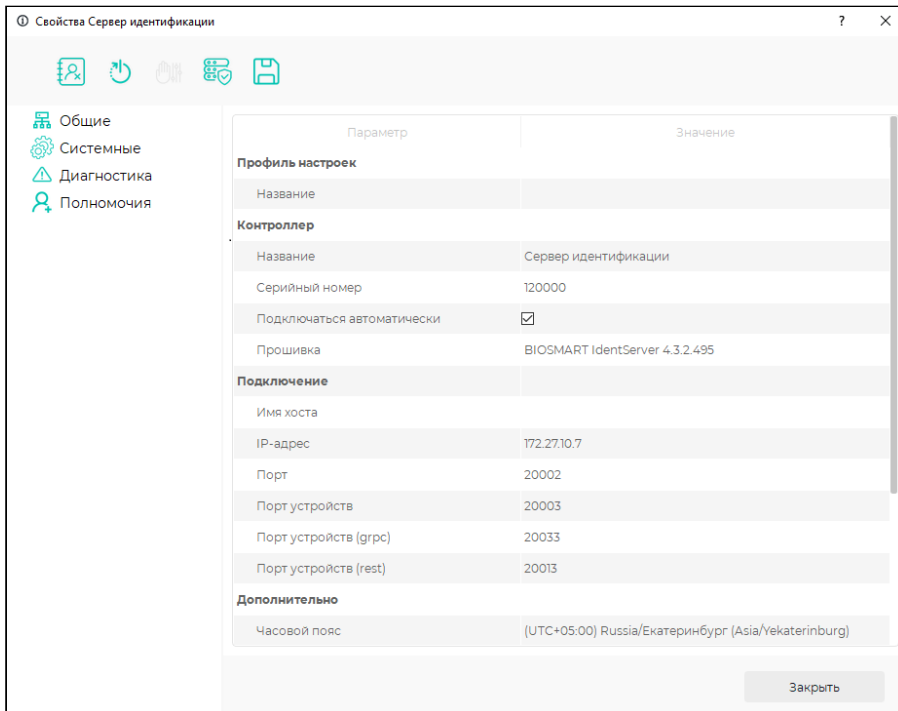 Свойства Сервер идентификации
?
Общие
Системные
Диагностика
Полномочия
Параметр Значение
Профиль настроек
Название
Контроллер
Название Сервер идентификации
Серийный номер 120000
Подключаться автоматически
Прошивка BIOSMART IdentServer 4.3.2.495
Подключение
Имя хоста
IP-адрес 172.27.10.7
Порт 20002
Порт устройств 20003
Порт устройств (grpc) 20033
Порт устройств (rest) 20013
Дополнительно
Часовой пояс (UTC+05:00) Russia/Екатеринбург (Asia/Yekaterinburg)
Закрыть